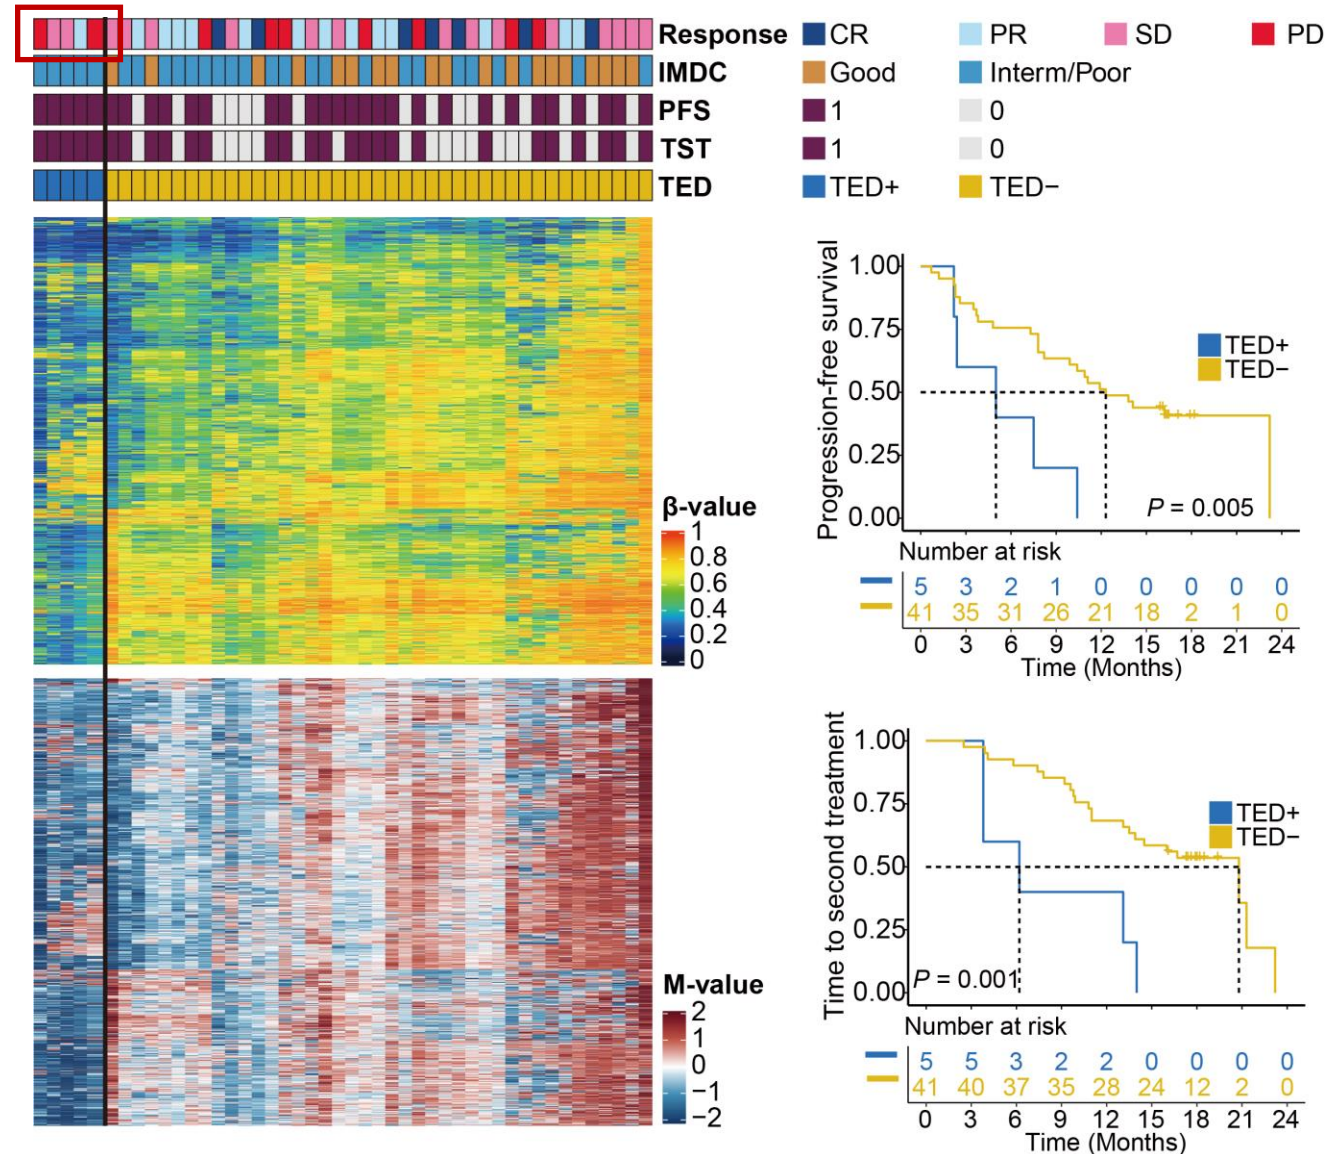 Response CR PR SD PD
IMDC Good Interm/Poor
PFS 1 0
TST 1 0
TED TED+ TED−
β-value
1
0.8
0.6
0.4
0.2
0
M-value
2
1
0
−1
−2
Progression-free survival
1.00
0.75
0.50
0.25
0.00
TED+
TED−
P = 0.005
Number at risk
5 3 2 1 0 0 0 0 0
41 35 31 26 21 18 2 1 0
0 3 6 9 12 15 18 21 24
Time (Months)
Time to second treatment
1.00
0.75
0.50
0.25
0.00
TED+
TED−
P = 0.001
Number at risk
5 5 3 2 2 0 0 0 0
41 40 37 35 28 24 12 2 0
0 3 6 9 12 15 18 21 24
Time (Months)